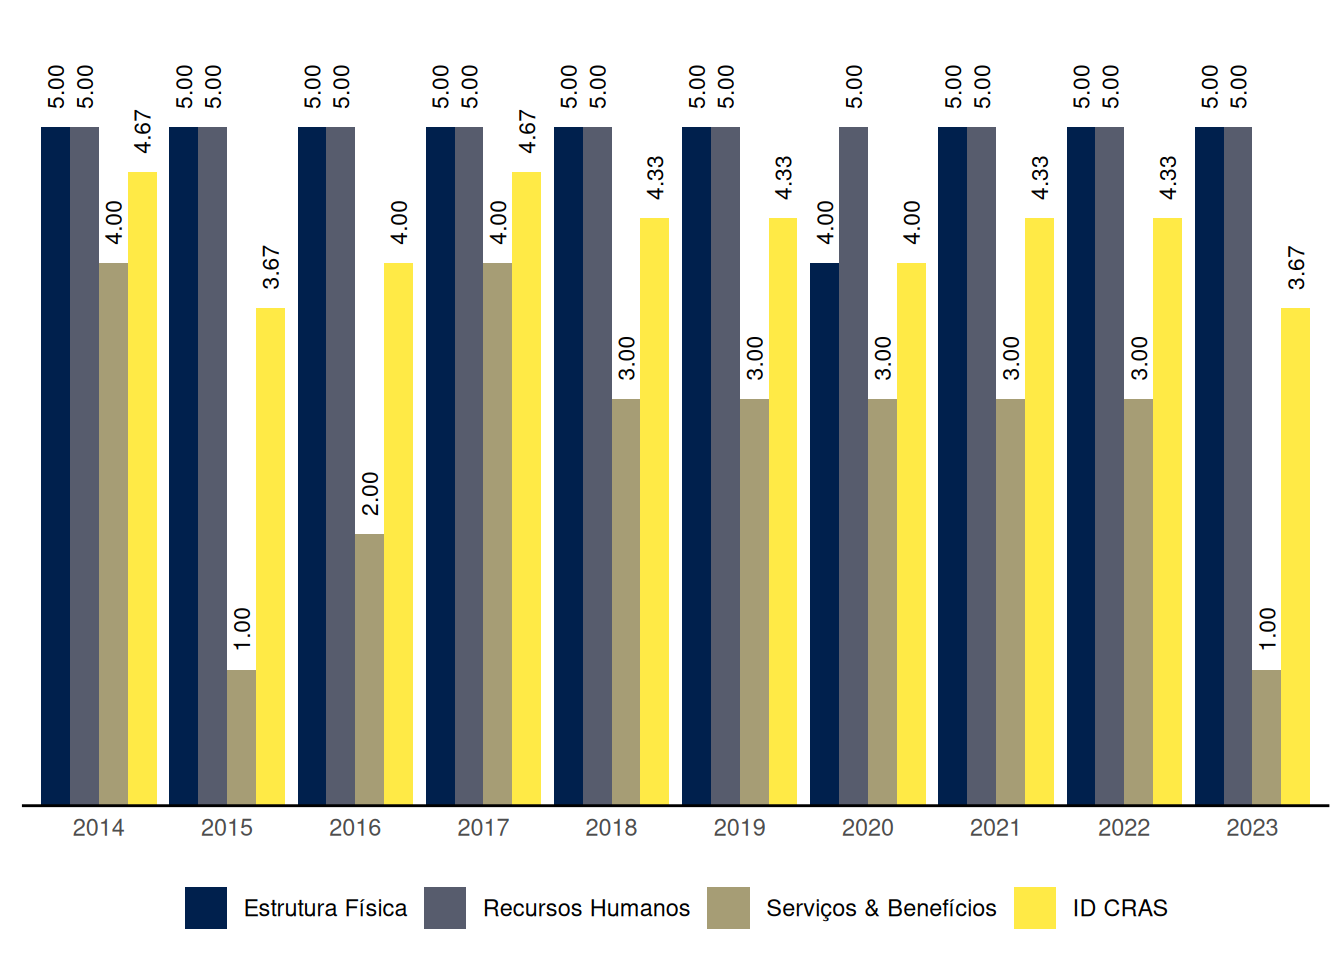 5.00 5.00 4.00 4.67 5.00 5.00 1.00 3.67 5.00 5.00 2.00 4.00 5.00 5.00 4.00 4.67 5.00 5.00 3.00 4.33 5.00 5.00 3.00 4.33 4.00 5.00 3.00 4.00 5.00 5.00 3.00 4.33 5.00 5.00 3.00 4.33 5.00 5.00 1.00 3.67
2014 2015 2016 2017 2018 2019 2020 2021 2022 2023
Estrutura Física Recursos Humanos Serviços & Benefícios ID CRAS